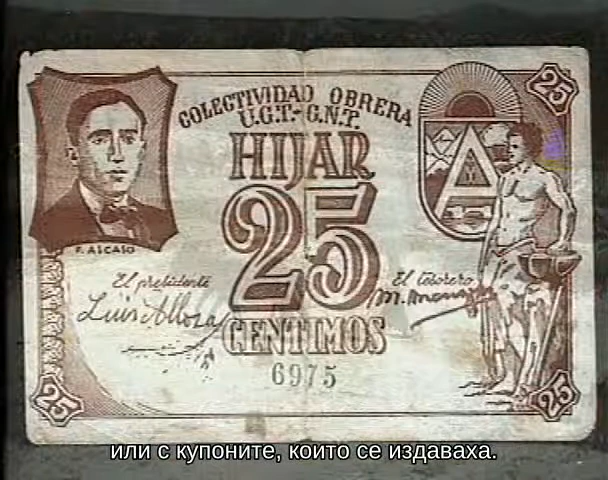 COLECTIVIDAD OBRERA
U.G.T.-C.N.T.
HIJAR
25
25
CENTIMOS
6975
F. ASCASO
El presidente
El tesorero
25
25
или с купоните, които се издаваха.